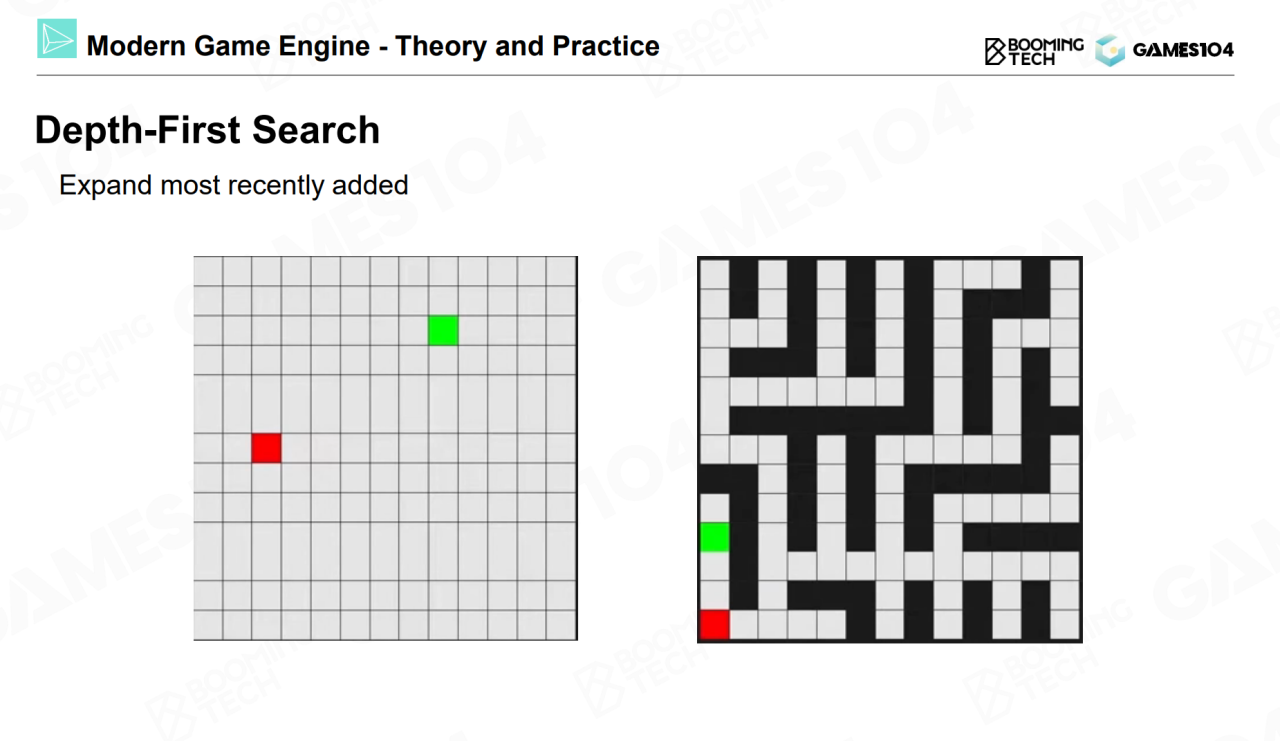 Modern Game Engine - Theory and Practice
BOOMING
TECH
GAMES104
Depth-First Search
Expand most recently added